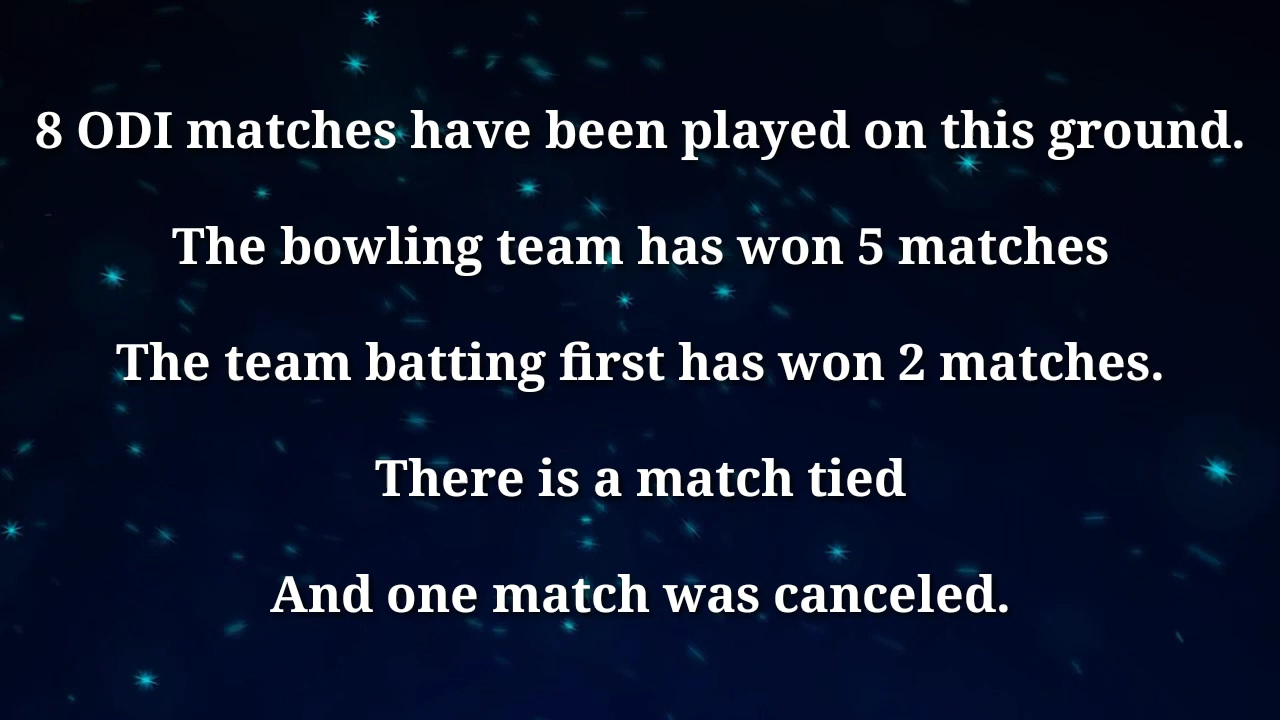 8 ODI matches have been played on this ground.
The bowling team has won 5 matches
The team batting first has won 2 matches.
There is a match tied
And one match was canceled.